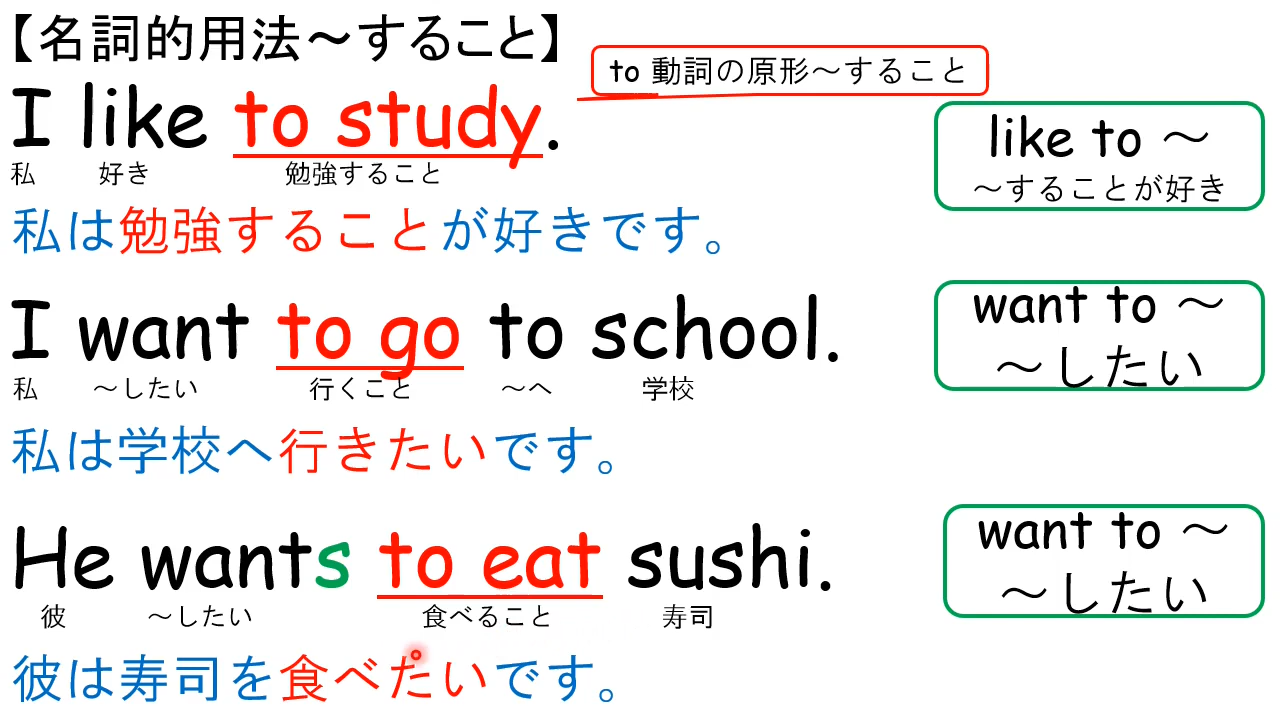 【名詞的用法～すること】
to 動詞の原形～すること
I like to study.
私 好き 勉強すること
私は勉強することが好きです。
like to ～
～することが好き
I want to go to school.
私 ～したい 行くこと ～へ 学校
私は学校へ行きたいです。
want to ～
～したい
He wants to eat sushi.
彼 ～したい 食べること 寿司
彼は寿司を食べたいです。
want to ～
～したい